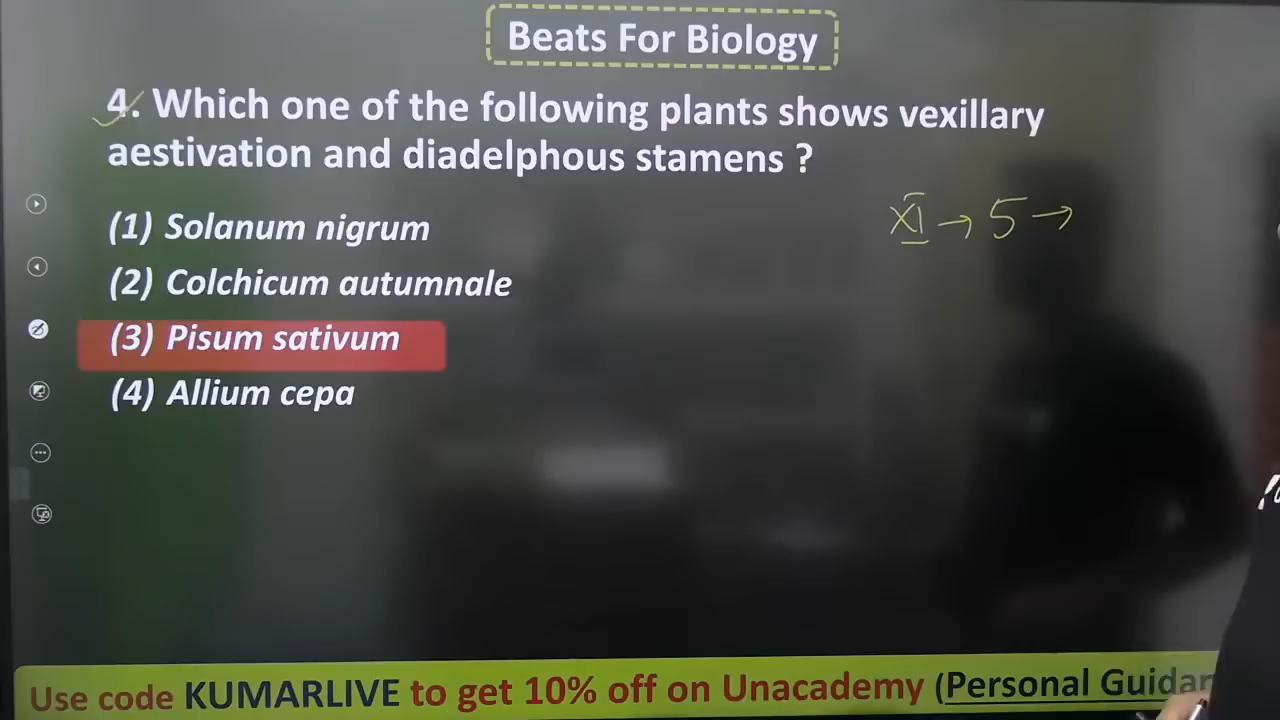 Beats For Biology
4. Which one of the following plants shows vexillary
aestivation and diadelphous stamens ?
XI → 5 →
(1) Solanum nigrum
(2) Colchicum autumnale
(3) Pisum sativum
(4) Allium cepa
Use code KUMARLIVE to get 10% off on Unacademy (Personal Guidan